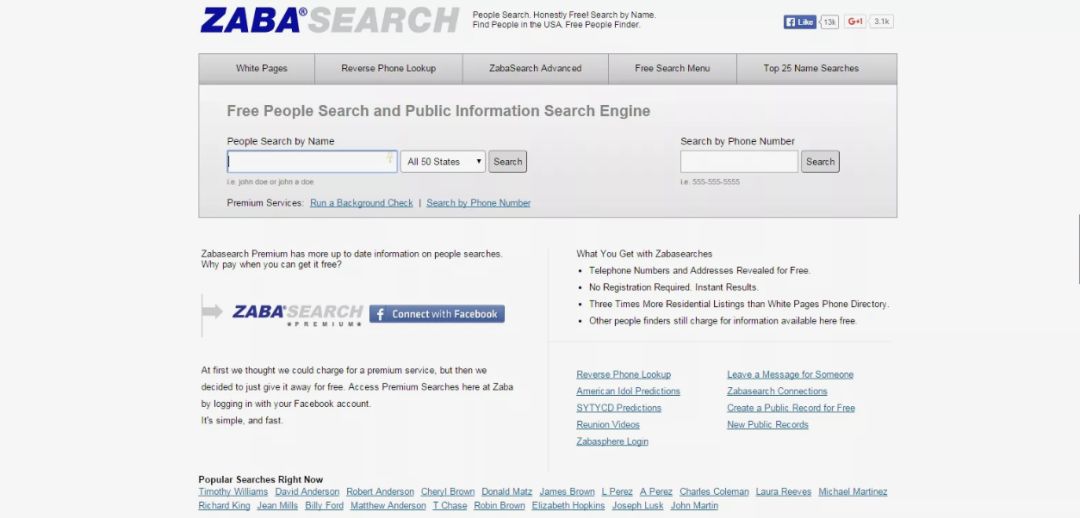 ZABA®SEARCH
People Search. Honestly Free! Search by Name.
Find People in the USA. Free People Finder.
Like 13k G+1 3.1k
White Pages Reverse Phone Lookup ZabaSearch Advanced Free Search Menu Top 25 Name Searches
Free People Search and Public Information Search Engine
People Search by Name
All 50 States Search
i.e. john doe or john a doe
Search by Phone Number
Search
i.e. 555-555-5555
Premium Services: Run a Background Check | Search by Phone Number
Zabasearch Premium has more up to date information on people searches.
Why pay when you can get it free?
ZABA®SEARCH
PREMIUM
Connect with Facebook
At first we thought we could charge for a premium service, but then we
decided to just give it away for free. Access Premium Searches here at Zaba
by logging in with your Facebook account.
It's simple, and fast.
What You Get with Zabasearches
• Telephone Numbers and Addresses Revealed for Free.
• No Registration Required. Instant Results.
• Three Times More Residential Listings than White Pages Phone Directory.
• Other people finders still charge for information available here free.
Reverse Phone Lookup Leave a Message for Someone
American Idol Predictions Zabasearch Connections
SYTYCD Predictions Create a Public Record for Free
Reunion Videos New Public Records
Zabasphere Login
Popular Searches Right Now
Timothy Williams David Anderson Robert Anderson Cheryl Brown Donald Matz James Brown L Perez A Perez Charles Coleman Laura Reeves Michael Martinez
Richard King Jean Mills Billy Ford Matthew Anderson T Chase Robin Brown Elizabeth Hopkins Joseph Lusk John Martin